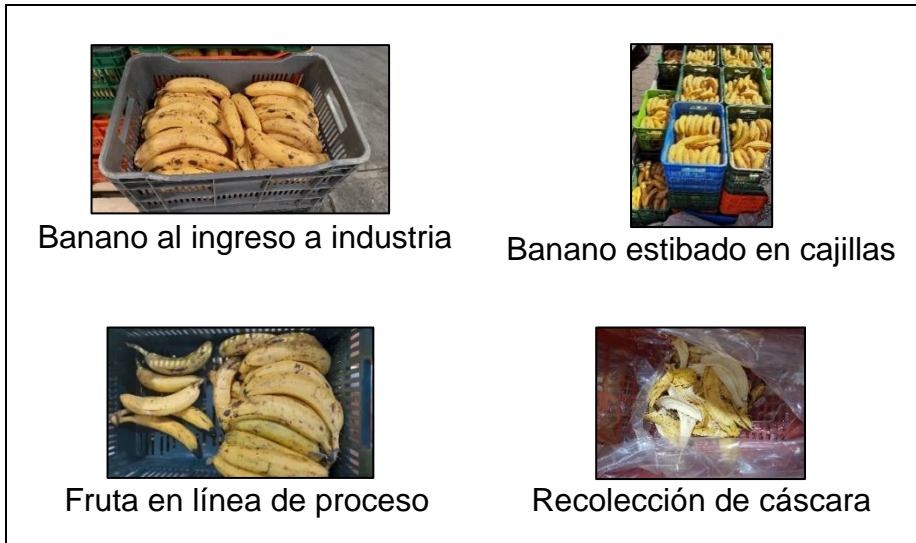 Banano al ingreso a industria
Banano estibado en cajillas
Fruta en línea de proceso
Recolección de cáscara